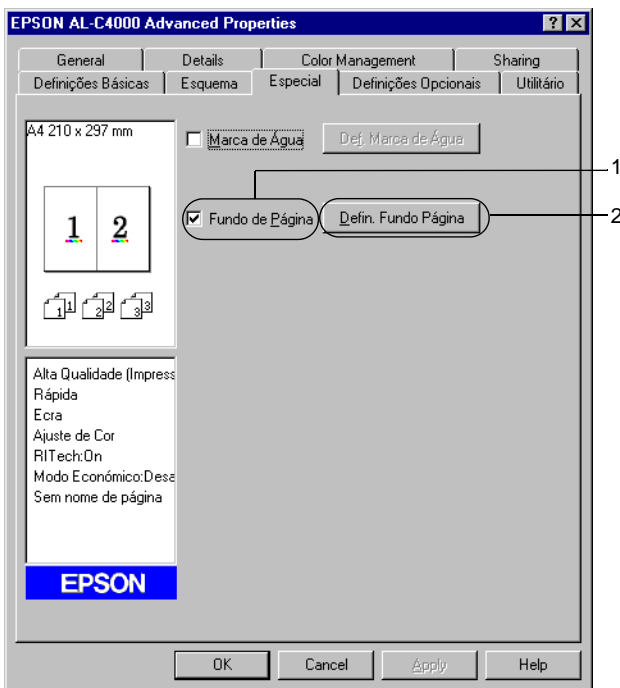 EPSON AL-C4000 Advanced Properties
General Details Color Management Sharing
Definições Básicas Esquema Especial Definições Opcionais Utilitário
A4 210 x 297 mm
Marca de Água Def. Marca de Água
1
Fundo de Página Defin. Fundo Página
2
1 2
1 1 2 2 3 3
Alta Qualidade (Impress
Rápida
Ecra
Ajuste de Cor
RITech:On
Modo Económico:Desa
Sem nome de página
EPSON
OK Cancel Apply Help